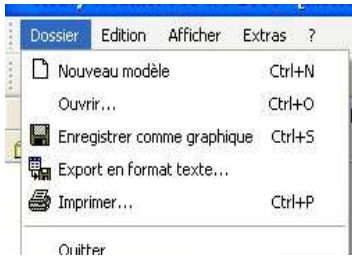 Dossier Edition Afficher Extras ?
Nouveau modèle Ctrl+N
Ouvrir... Ctrl+O
Enregistrer comme graphique Ctrl+S
Export en format texte...
Imprimer... Ctrl+P
Quitter